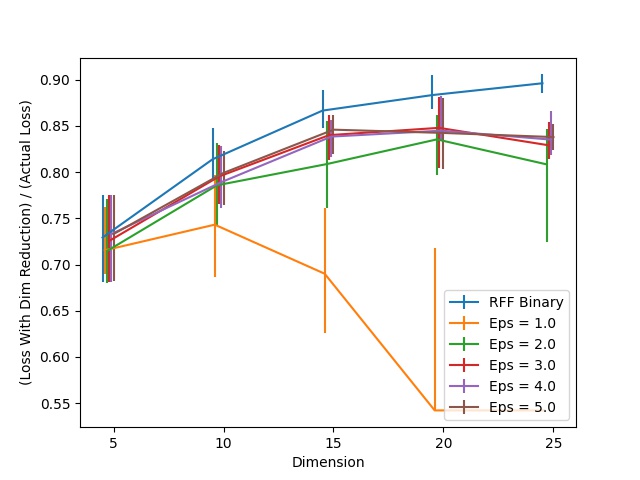 0.90
0.85
0.80
0.75
0.70
0.65
0.60
0.55
(Loss With Dim Reduction) / (Actual Loss)
5
10
15
20
25
Dimension
RFF Binary
Eps = 1.0
Eps = 2.0
Eps = 3.0
Eps = 4.0
Eps = 5.0